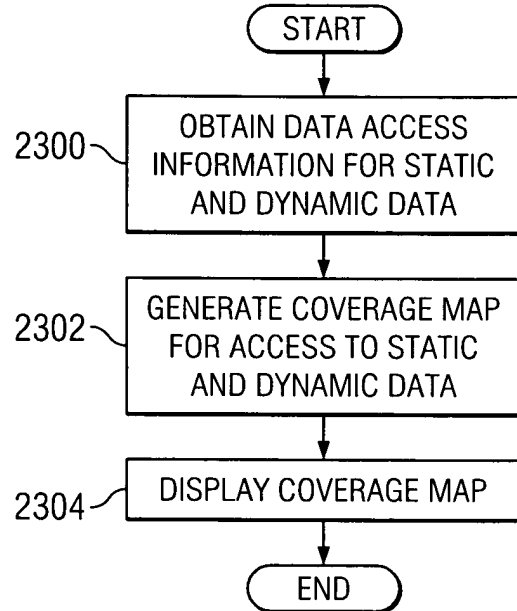 START
2300
OBTAIN DATA ACCESS
INFORMATION FOR STATIC
AND DYNAMIC DATA
2302
GENERATE COVERAGE MAP
FOR ACCESS TO STATIC
AND DYNAMIC DATA
2304
DISPLAY COVERAGE MAP
END